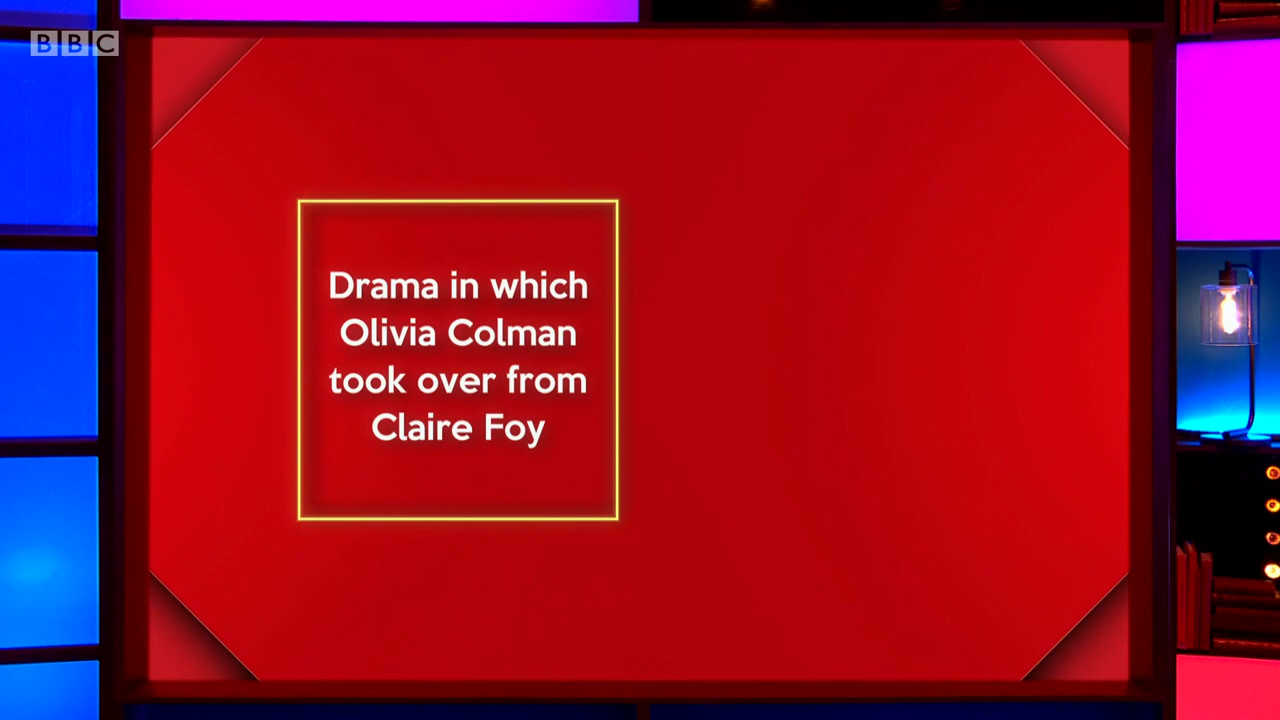 BBC
Drama in which
Olivia Colman
took over from
Claire Foy